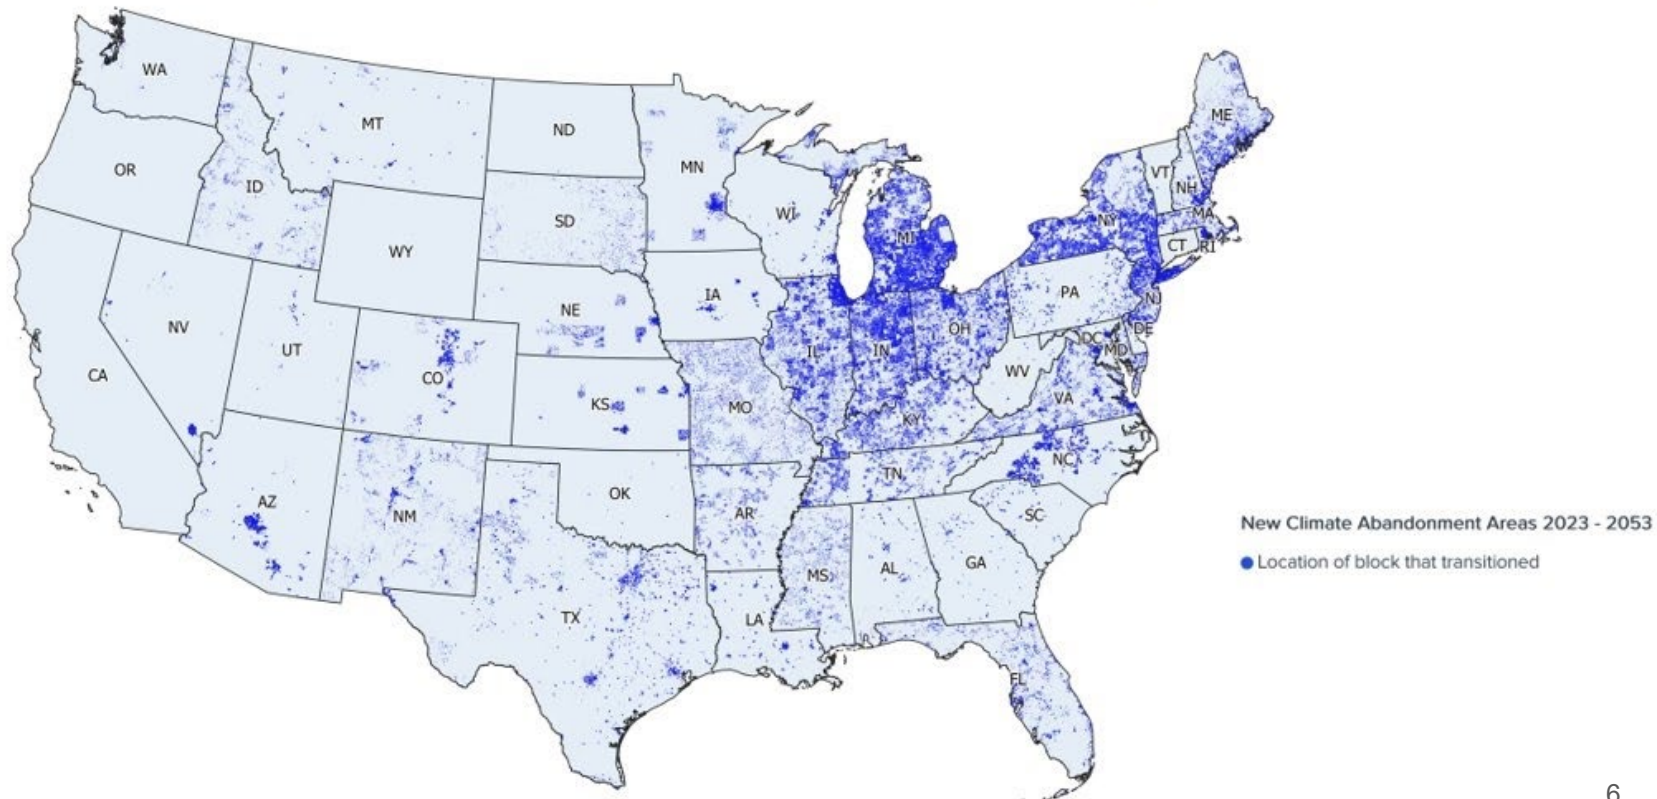 WA
MT
ND
OR
ID
MN
SD
WI
WY
MI
ME
VT
NH
NY
MA
CT
RI
IA
NE
PA
NJ
NV
UT
CO
IL
IN
OH
DE
DC
MD
WV
CA
KS
MO
KY
VA
AZ
NM
OK
AR
TN
NC
SC
TX
MS
AL
GA
LA
FL
New Climate Abandonment Areas 2023 - 2053
Location of block that transitioned
6